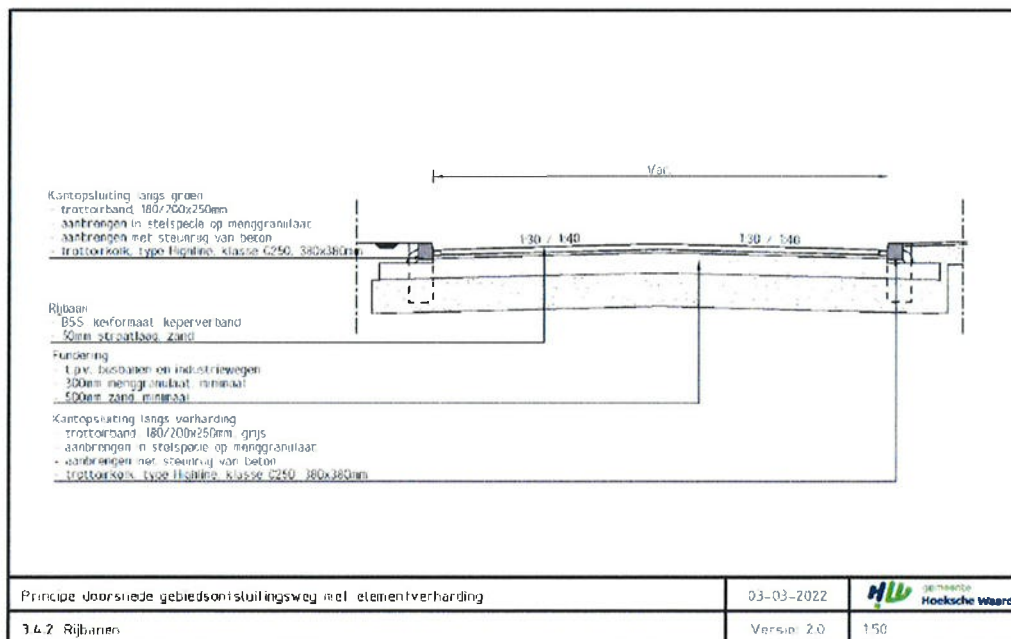 Var.
Kantopsluiting langs groen
- trottoirband, 180/200x250mm
- aanbrengen in stelspecie op menggranulaat
- aanbrengen met steunrug van beton
- trottoirkolk, type Highline, klasse C250, 380x380mm
1:30 / 1:40
1:30 / 1:40
Rijbaan
- BSS keiformaat keperverband
- 50mm straatlaag, zand
Fundering
- t.p.v. busbanen en industriewegen
- 300mm menggranulaat, minimaal
- 500mm zand, minimaal
Kantopsluiting langs verharding
- trottoirband, 180/200x250mm, grijs
- aanbrengen in stelspecie op menggranulaat
- aanbrengen met steunrug van beton
- trottoirkolk, type Highline, klasse C250, 380x380mm
Principe doorsnede gebiedsontsluitingsweg met elementverharding
03-03-2022
gemeente
Hoeksche Waard
3.4.2 Rijbanen
Versie: 2.0
1:50